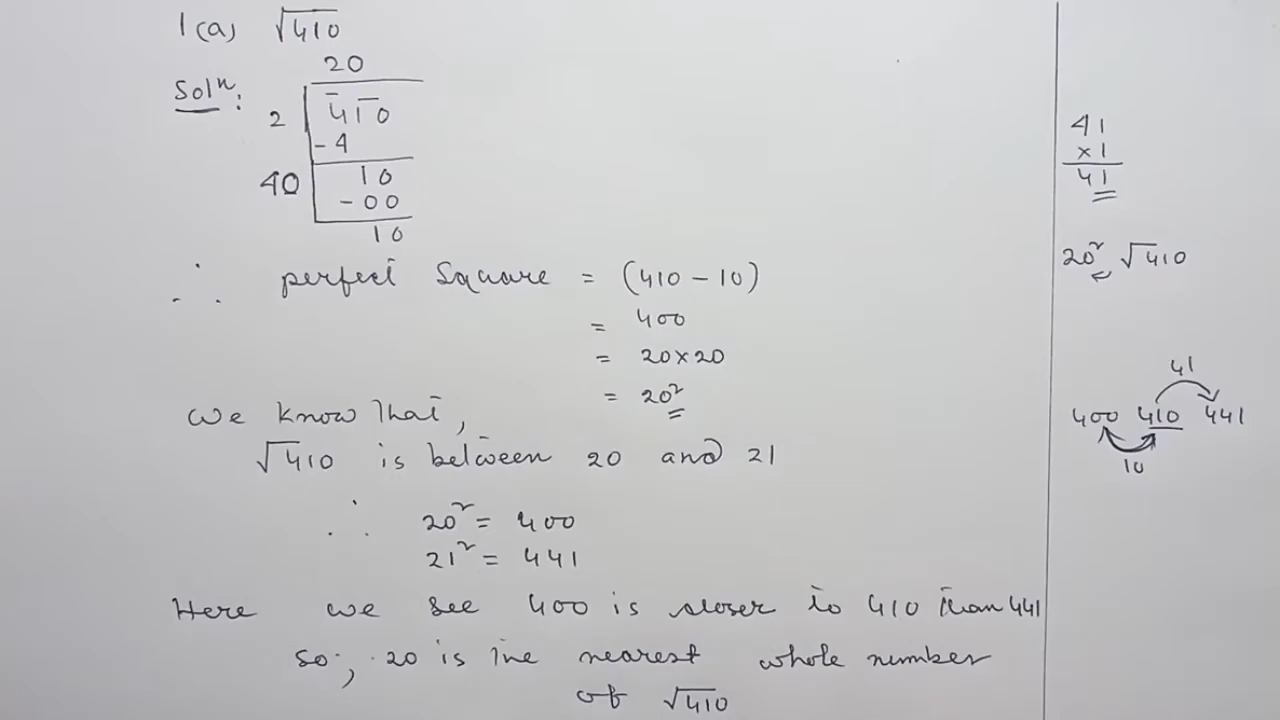 1(a) √410
20
Solⁿ:
2 410
-4
40 10
-00
10
∴ perfect Square = (410 - 10)
= 400
= 20×20
= 20²
We know That,
√410 is between 20 and 21
∴ 20² = 400
21² = 441
Here we see 400 is closer to 410 than 441
so, 20 is the nearest whole number
of √410
41
×1
41
20² √410
41
400 410 441
10